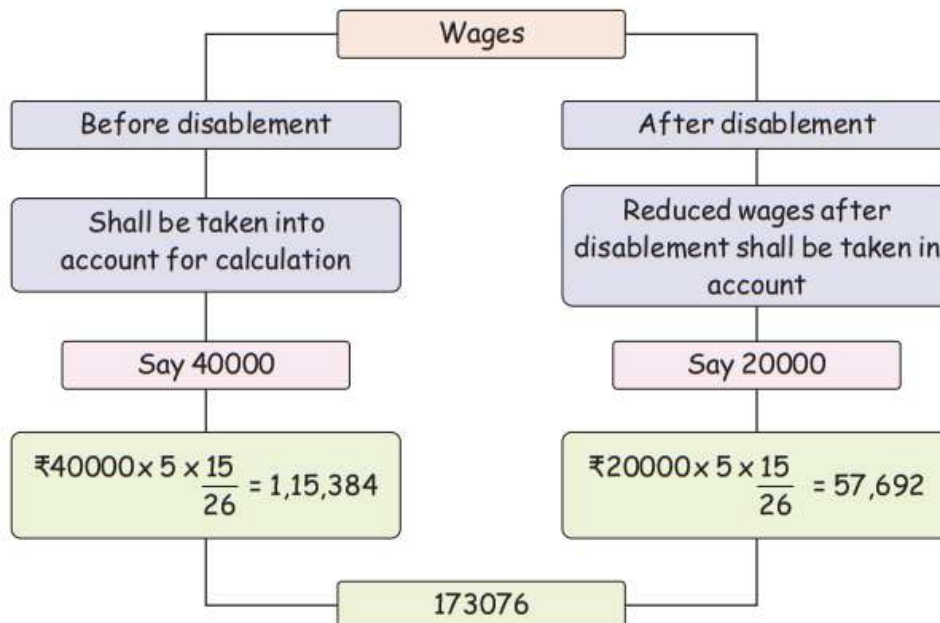 Wages
Before disablement
Shall be taken into
account for calculation
Say 40000
₹40000 x 5 x 15/26 = 1,15,384
After disablement
Reduced wages after
disablement shall be taken in
account
Say 20000
₹20000 x 5 x 15/26 = 57,692
173076